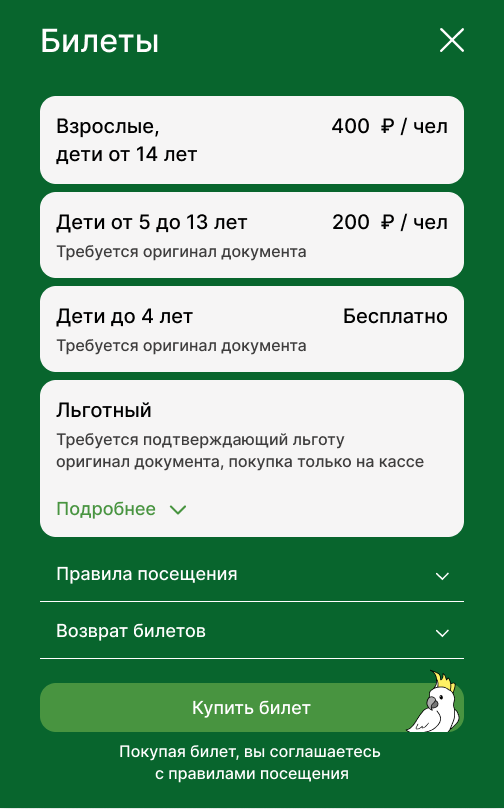 Билеты
Взрослые,
дети от 14 лет
400 ₽ / чел
Дети от 5 до 13 лет
200 ₽ / чел
Требуется оригинал документа
Дети до 4 лет
Бесплатно
Требуется оригинал документа
Льготный
Требуется подтверждающий льготу
оригинал документа, покупка только на кассе
Подробнее
Правила посещения
Возврат билетов
Купить билет
Покупая билет, вы соглашаетесь
с правилами посещения